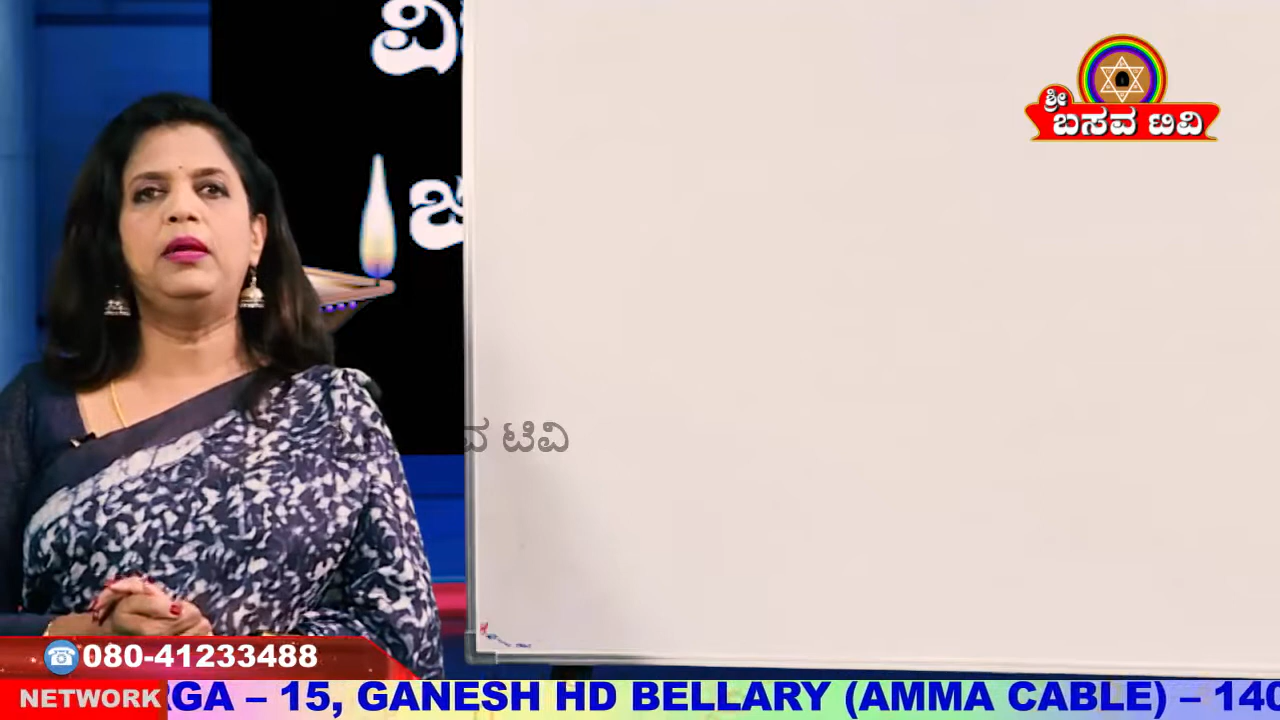 ಶ್ರೀ
ಬಸವ ಟಿವಿ
ವ ಟಿವಿ
080-41233488
NETWORK RGA – 15, GANESH HD BELLARY (AMMA CABLE) – 140